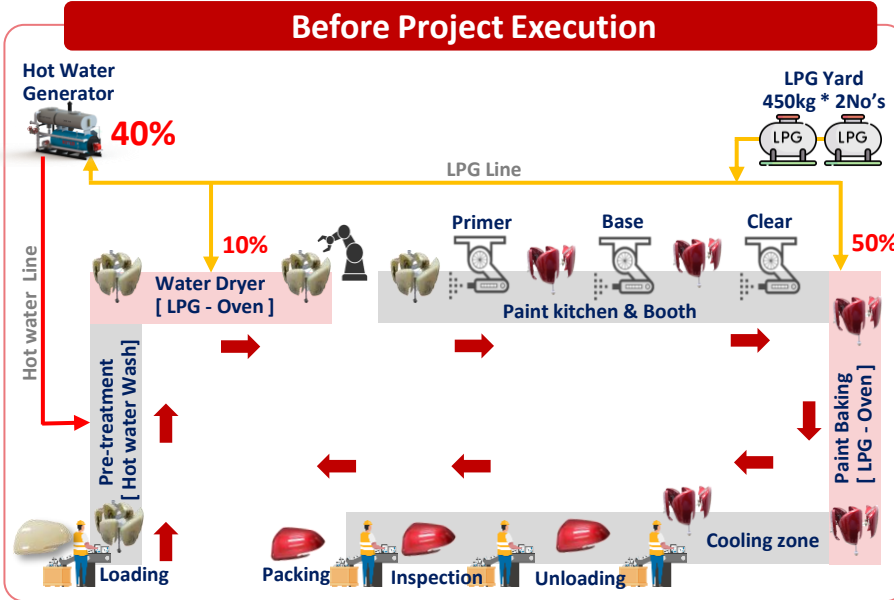 Before Project Execution
Hot Water
Generator
40%
LPG Yard
450kg * 2No's
LPG
LPG
LPG Line
10%
Primer
Base
Clear
50%
Water Dryer
[ LPG - Oven ]
Paint kitchen & Booth
Hot water Line
Pre-treatment
[ Hot water Wash]
Paint Baking
[ LPG - Oven ]
Cooling zone
Loading
Packing
Inspection
Unloading